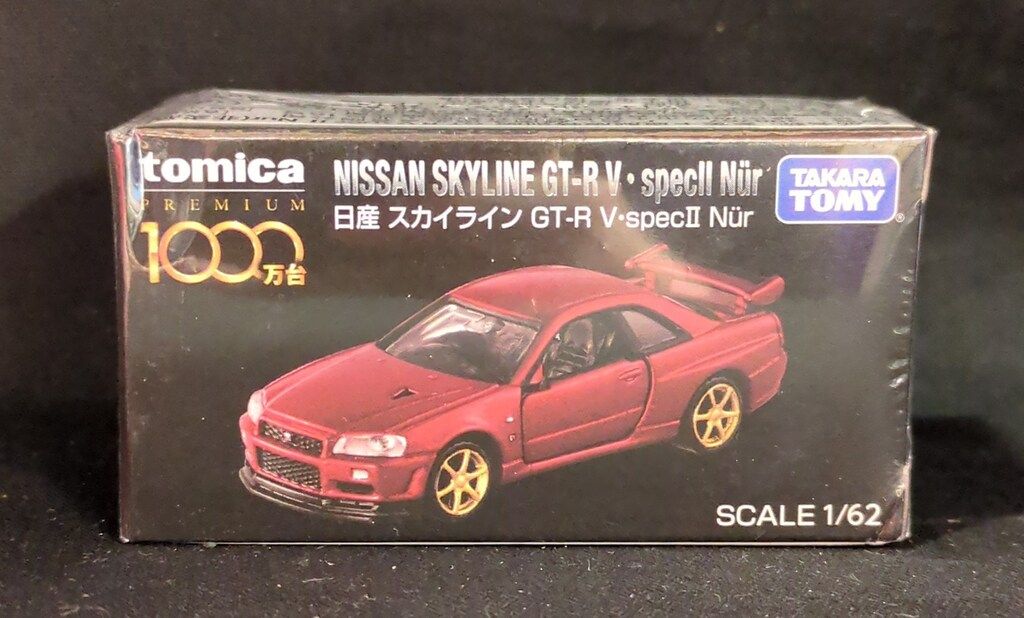 tomica
PREMIUM
1000万台
NISSAN SKYLINE GT-R V・specII Nür
日産 スカイライン GT-R V・specⅡ Nür
TAKARA
TOMY®
SCALE 1/62